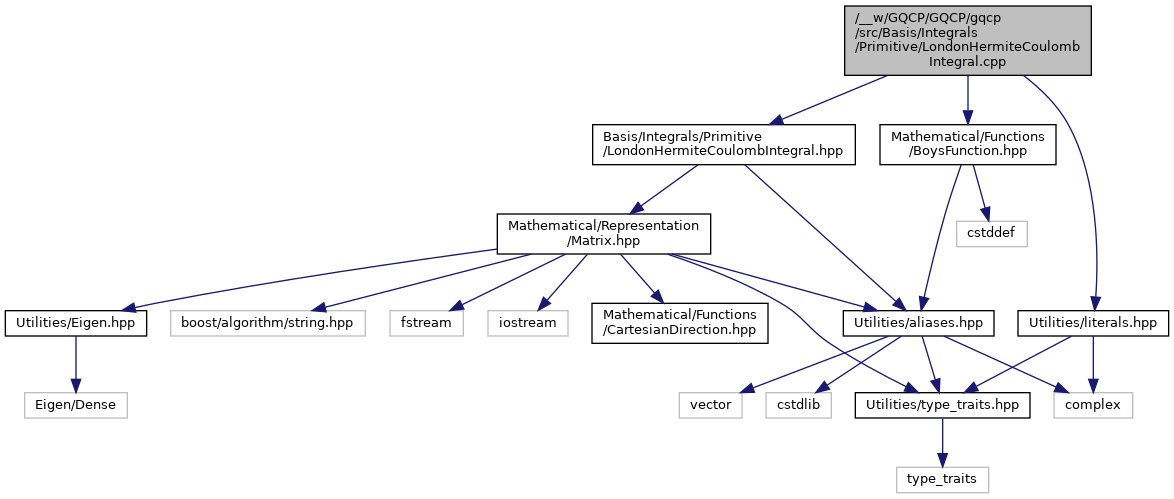 /__w/GQCP/GQCP/gqcp
/src/Basis/Integrals
/Primitive/LondonHermiteCoulomb
Integral.cpp
Basis/Integrals/Primitive
/LondonHermiteCoulombIntegral.hpp
Mathematical/Functions
/BoysFunction.hpp
Mathematical/Representation
/Matrix.hpp
cstddef
Utilities/Eigen.hpp
boost/algorithm/string.hpp
fstream
iostream
Mathematical/Functions
/CartesianDirection.hpp
Utilities/aliases.hpp
Utilities/literals.hpp
Eigen/Dense
vector
cstdlib
Utilities/type_traits.hpp
complex
type_traits